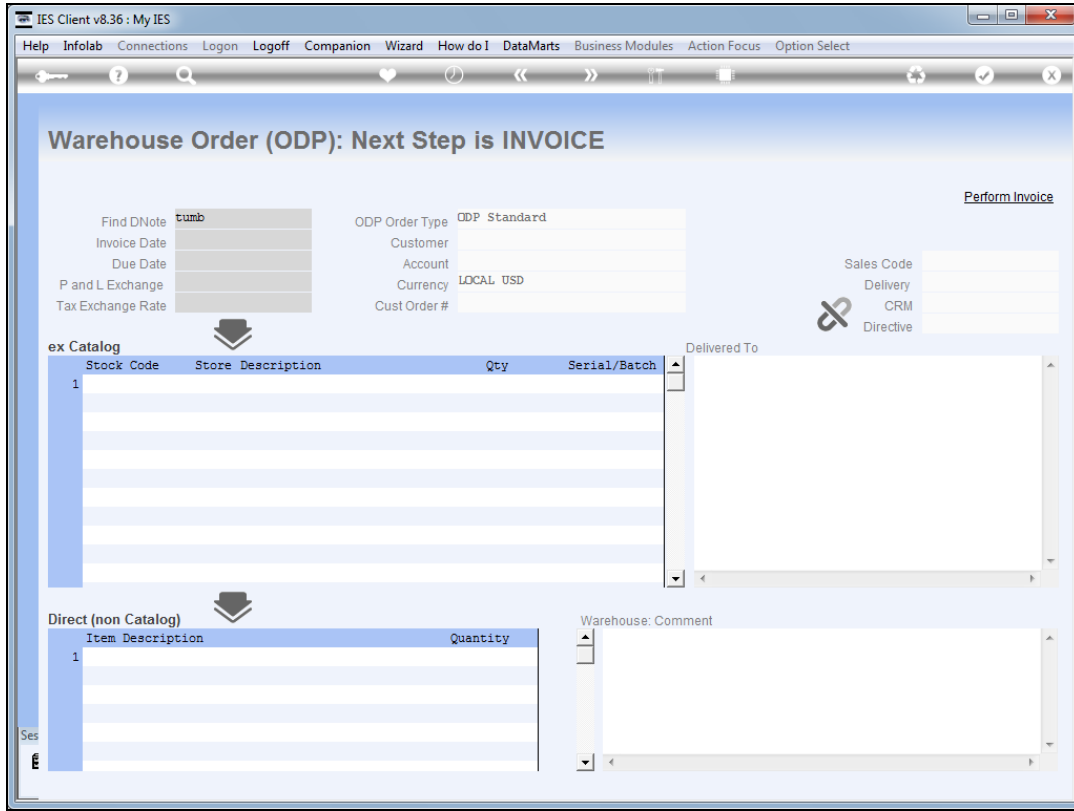 IES Client v8.36 : My IES
Help Infolab Connections Logon Logoff Companion Wizard How do I DataMarts Business Modules Action Focus Option Select
Warehouse Order (ODP): Next Step is INVOICE
Perform Invoice
Find DNote tumb
Invoice Date
Due Date
P and L Exchange
Tax Exchange Rate
ODP Order Type ODP Standard
Customer
Account
Currency LOCAL USD
Cust Order #
Sales Code
Delivery
CRM
Directive
ex Catalog
Stock Code Store Description Qty Serial/Batch
1
Delivered To
Direct (non Catalog)
Item Description Quantity
1
Warehouse: Comment
Ses